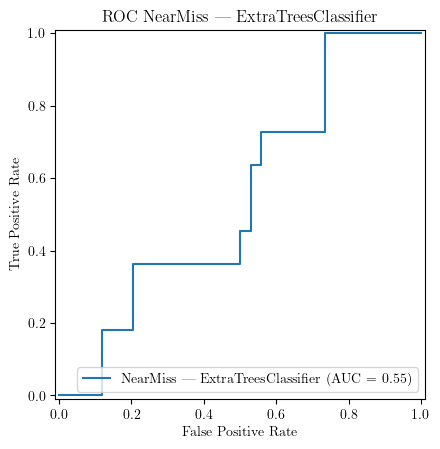 ROC NearMiss — ExtraTreesClassifier
1.0
0.8
0.6
0.4
0.2
0.0
True Positive Rate
NearMiss — ExtraTreesClassifier (AUC = 0.55)
0.0 0.2 0.4 0.6 0.8 1.0
False Positive Rate